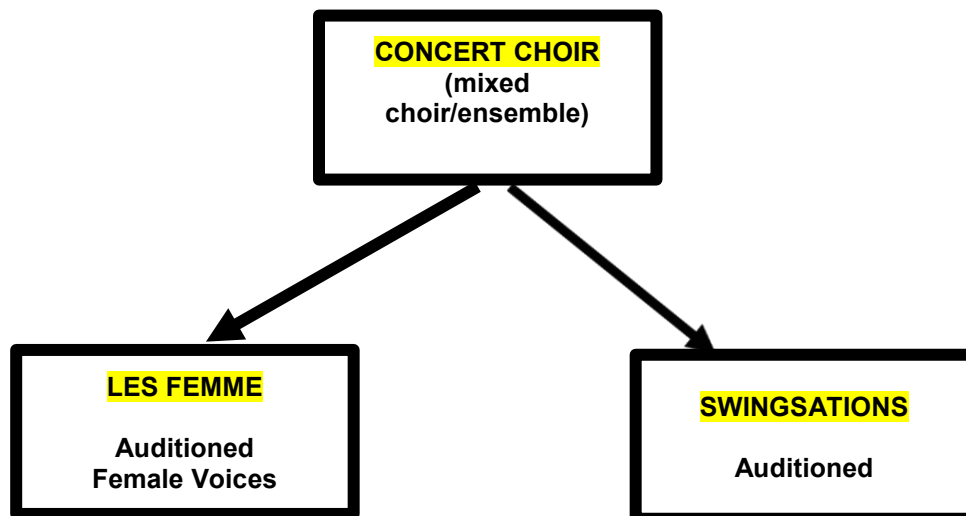 CONCERT CHOIR
(mixed
choir/ensemble)
LES FEMME
Auditioned
Female Voices
SWINGSATIONS
Auditioned